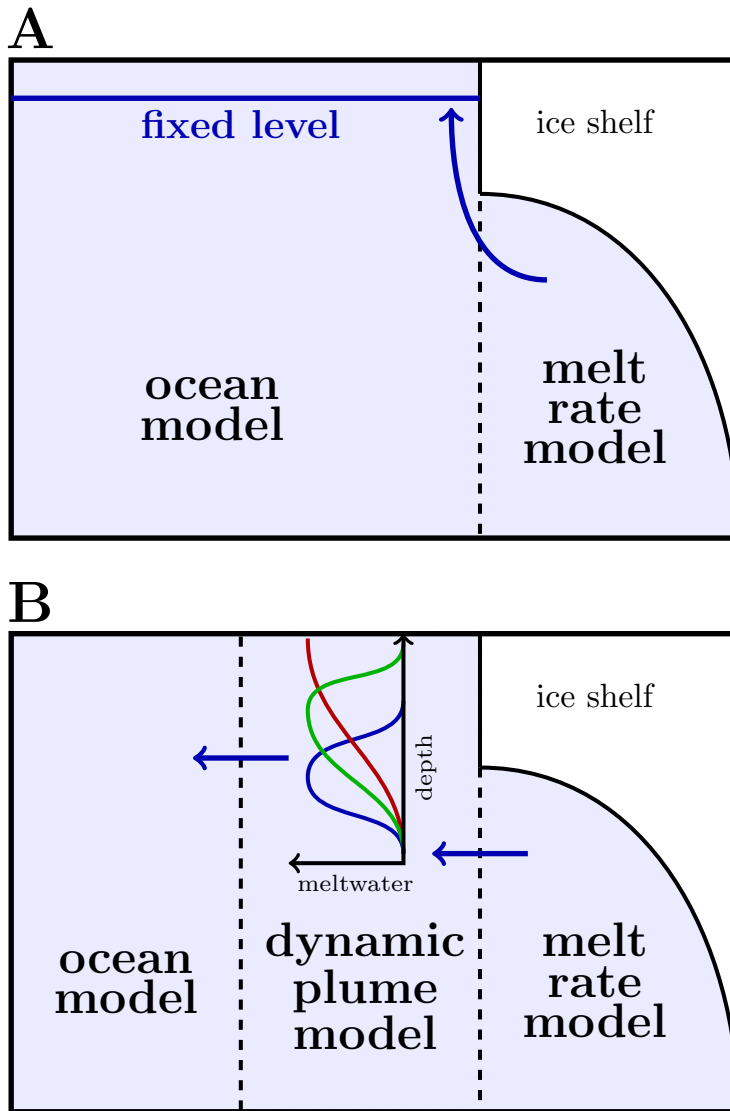 A
fixed level
ice shelf
ocean
model
melt
rate
model
B
ice shelf
depth
meltwater
ocean
model
dynamic
plume
model
melt
rate
model